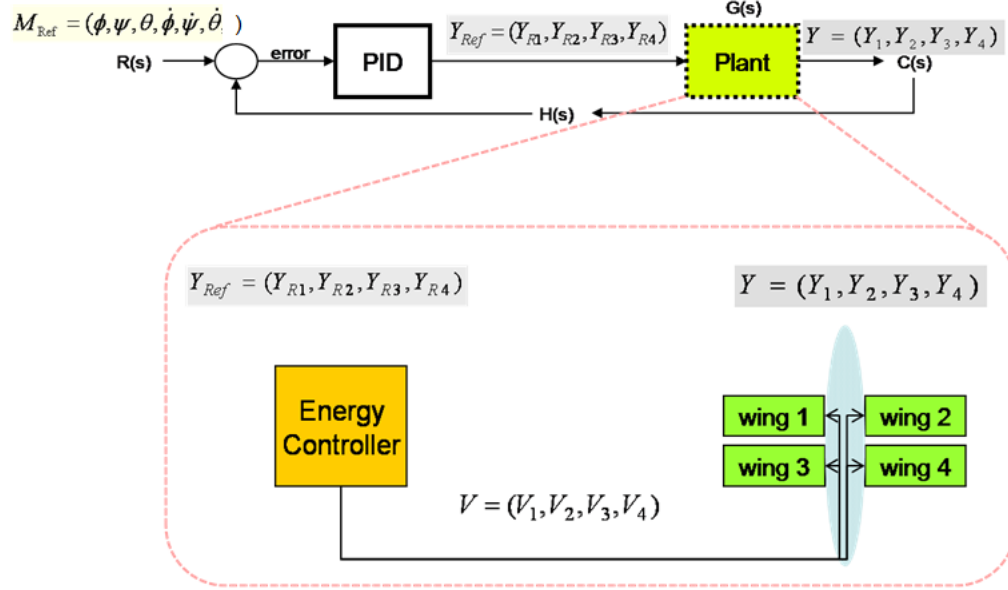 G(s)
M_Ref = (ϕ,ψ,θ,ϕ̇,ψ̇,θ̇, )
Y_Ref = (Y_R1,Y_R2,Y_R3,Y_R4)
Y = (Y_1,Y_2,Y_3,Y_4)
R(s)
error
PID
Plant
C(s)
H(s)
Y_Ref = (Y_R1,Y_R2,Y_R3,Y_R4)
Y = (Y_1,Y_2,Y_3,Y_4)
Energy
Controller
wing 1
wing 2
wing 3
wing 4
V = (V_1,V_2,V_3,V_4)